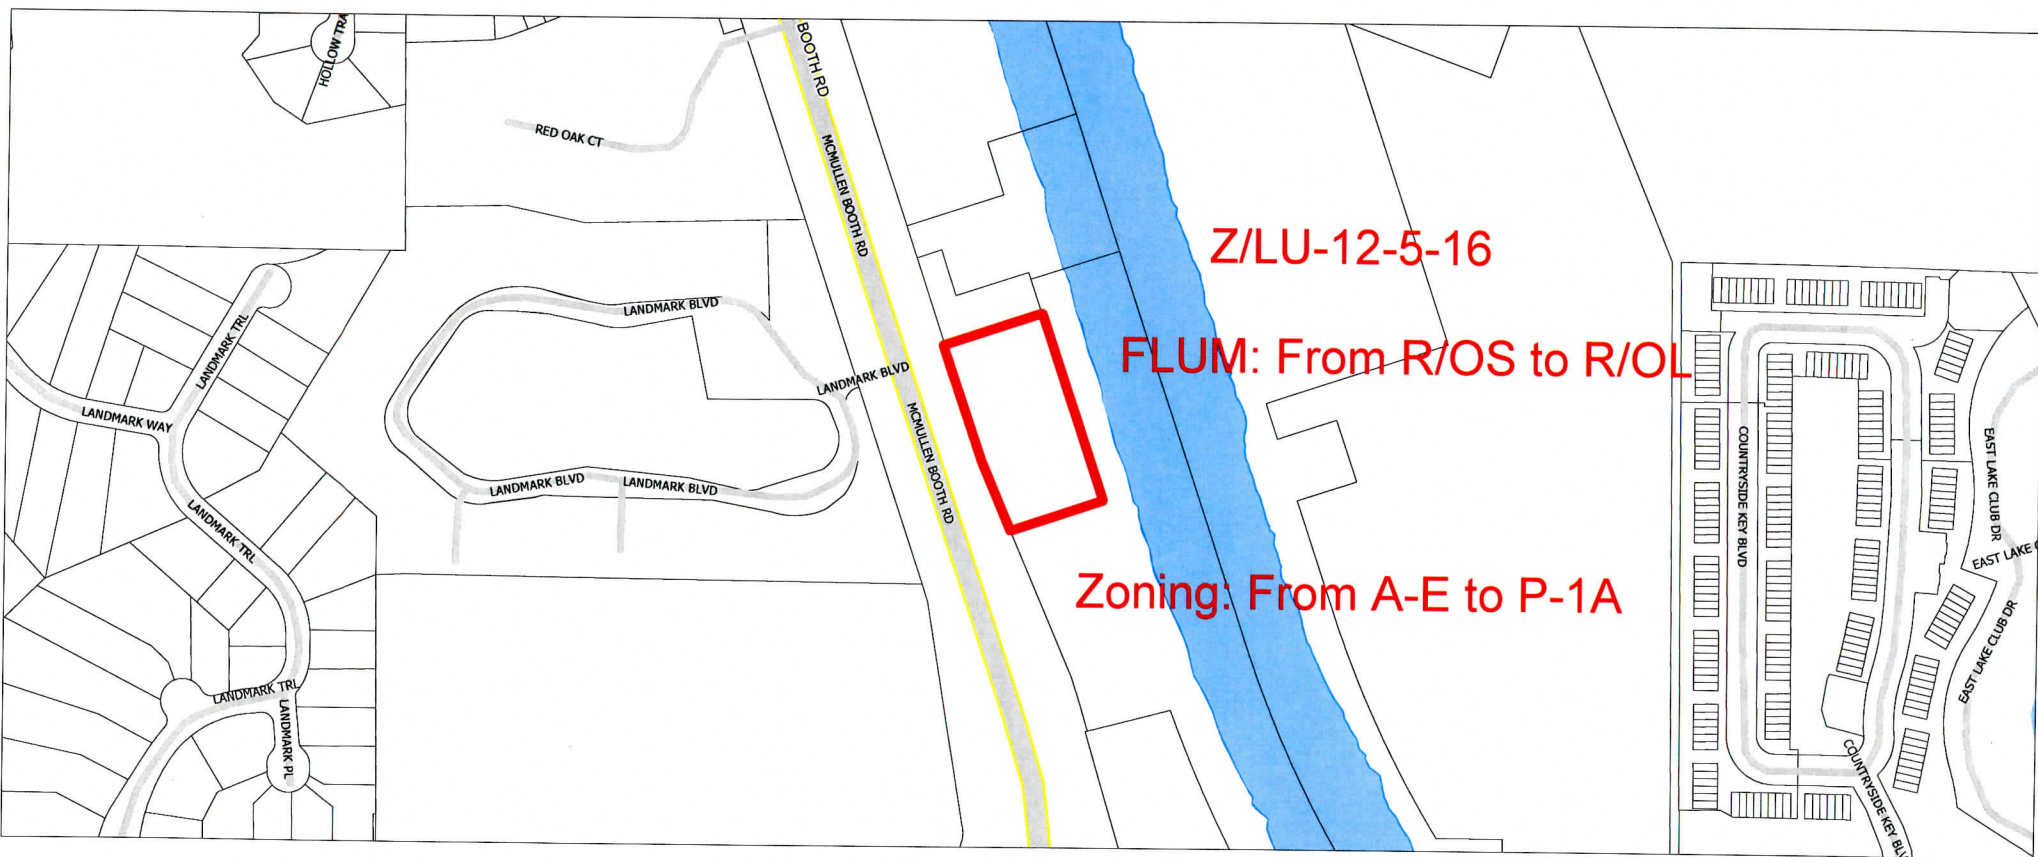 HOLLOW TRA
BOOTH RD
RED OAK CT
MCMULLEN BOOTH RD
Z/LU-12-5-16
LANDMARK BLVD
LANDMARK TRL
FLUM: From R/OS to R/OL
LANDMARK BLVD
LANDMARK WAY
MCMULLEN BOOTH RD
COUNTRYSIDE KEY BLVD
EAST LAKE CLUB DR
LANDMARK BLVD
LANDMARK BLVD
LANDMARK TRL
EAST LAKE
Zoning: From A-E to P-1A
EAST LAKE CLUB DR
LANDMARK TRL
LANDMARK PL
COUNTRYSIDE KEY BLV